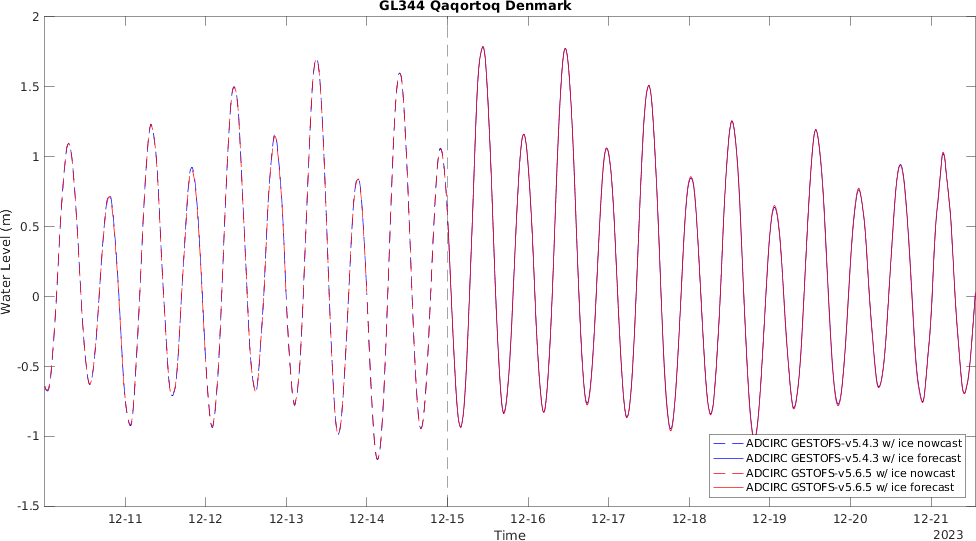 GL344 Qaqortoq Denmark
2
1.5
1
0.5
0
-0.5
-1
-1.5
Water Level (m)
ADCIRC GESTOFS-v5.4.3 w/ ice nowcast
ADCIRC GESTOFS-v5.4.3 w/ ice forecast
ADCIRC GSTOFS-v5.6.5 w/ ice nowcast
ADCIRC GSTOFS-v5.6.5 w/ ice forecast
12-11 12-12 12-13 12-14 12-15 12-16 12-17 12-18 12-19 12-20 12-21
Time
2023